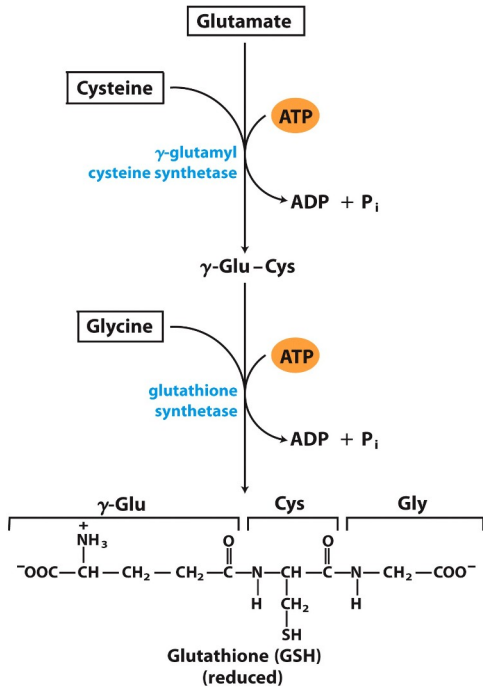 Glutamate
Cysteine
ATP
γ-glutamyl
cysteine synthetase
ADP + Pi
γ-Glu–Cys
Glycine
ATP
glutathione
synthetase
ADP + Pi
γ-Glu Cys Gly
+
NH3 O O
−OOC—CH—CH2—CH2—C—N—CH—C—N—CH2—COO−
H CH2 H
SH
Glutathione (GSH)
(reduced)